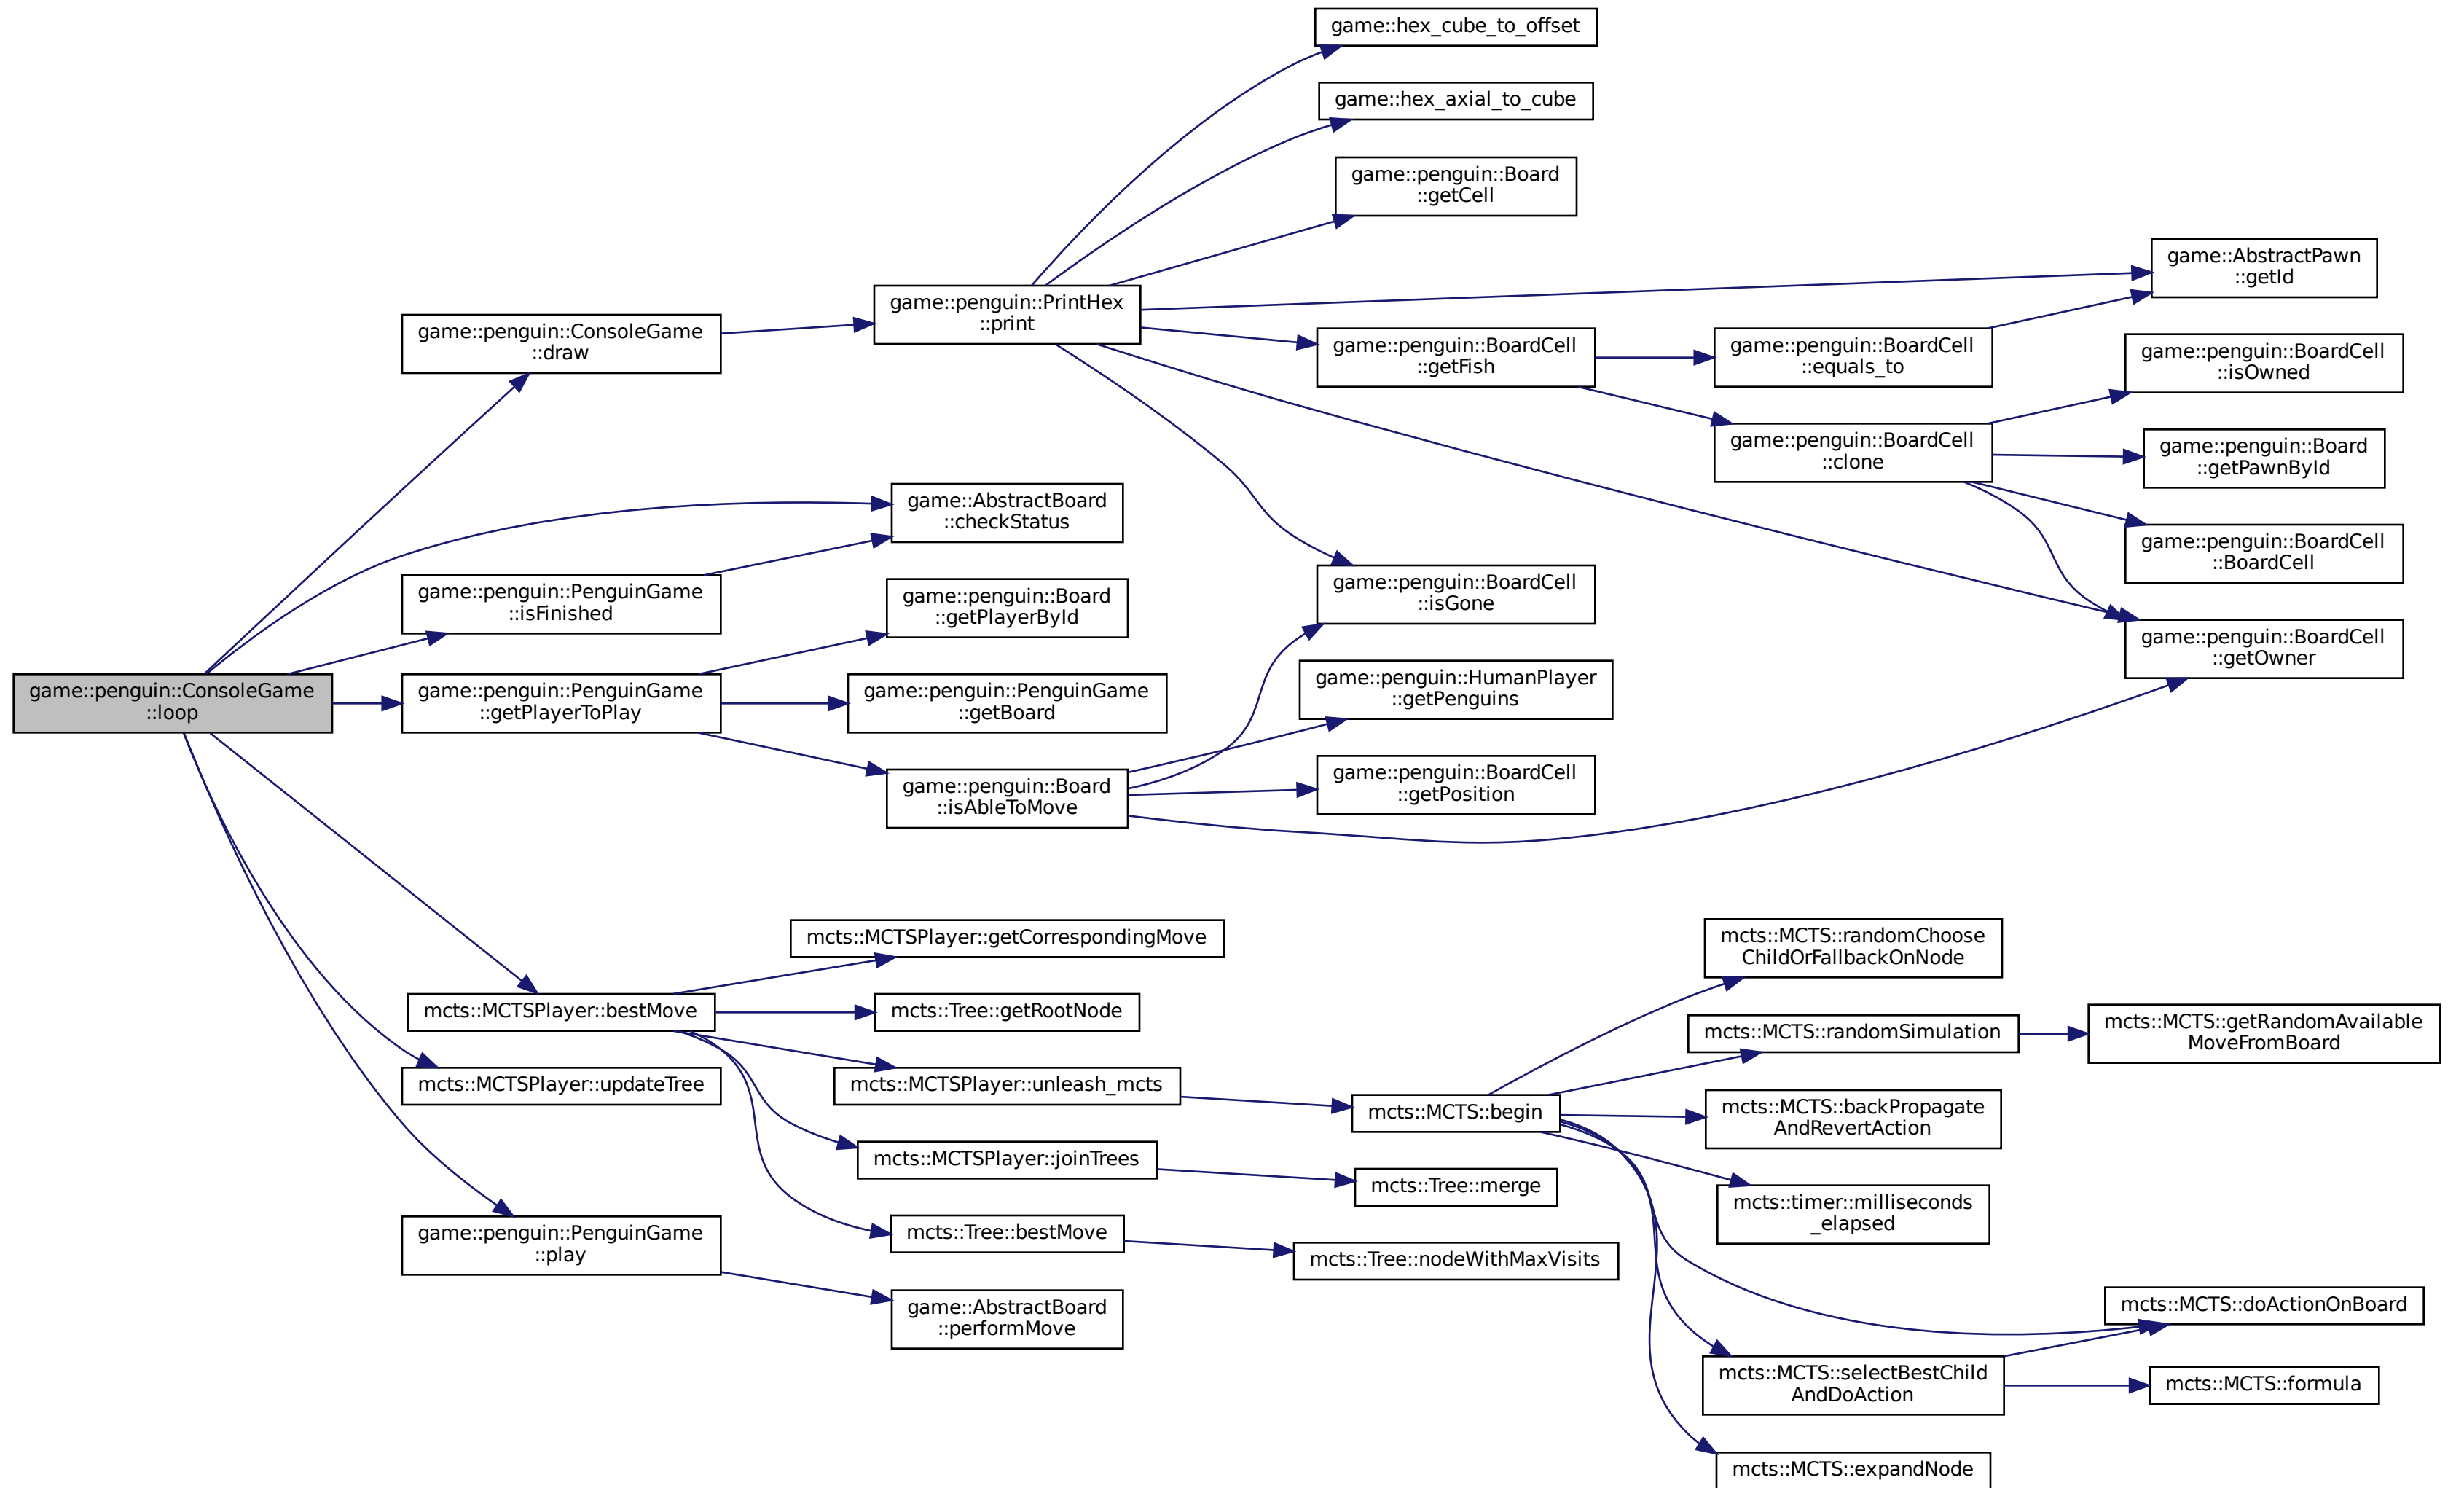 game::hex_cube_to_offset
game::hex_axial_to_cube
game::penguin::Board
::getCell
game::AbstractPawn
::getId
game::penguin::PrintHex
::print
game::penguin::ConsoleGame
::draw
game::penguin::BoardCell
::getFish
game::penguin::BoardCell
::equals_to
game::penguin::BoardCell
::isOwned
game::penguin::BoardCell
::clone
game::penguin::Board
::getPawnById
game::AbstractBoard
::checkStatus
game::penguin::BoardCell
::BoardCell
game::penguin::PenguinGame
::isFinished
game::penguin::Board
::getPlayerById
game::penguin::BoardCell
::isGone
game::penguin::BoardCell
::getOwner
game::penguin::ConsoleGame
::loop
game::penguin::PenguinGame
::getPlayerToPlay
game::penguin::PenguinGame
::getBoard
game::penguin::HumanPlayer
::getPenguins
game::penguin::Board
::isAbleToMove
game::penguin::BoardCell
::getPosition
mcts::MCTSPlayer::getCorrespondingMove
mcts::MCTS::randomChoose
ChildOrFallbackOnNode
mcts::MCTSPlayer::bestMove
mcts::Tree::getRootNode
mcts::MCTS::randomSimulation
mcts::MCTS::getRandomAvailable
MoveFromBoard
mcts::MCTSPlayer::updateTree
mcts::MCTSPlayer::unleash_mcts
mcts::MCTS::begin
mcts::MCTS::backPropagate
AndRevertAction
mcts::MCTSPlayer::joinTrees
mcts::Tree::merge
mcts::timer::milliseconds
_elapsed
game::penguin::PenguinGame
::play
mcts::Tree::bestMove
mcts::Tree::nodeWithMaxVisits
game::AbstractBoard
::performMove
mcts::MCTS::doActionOnBoard
mcts::MCTS::selectBestChild
AndDoAction
mcts::MCTS::formula
mcts::MCTS::expandNode